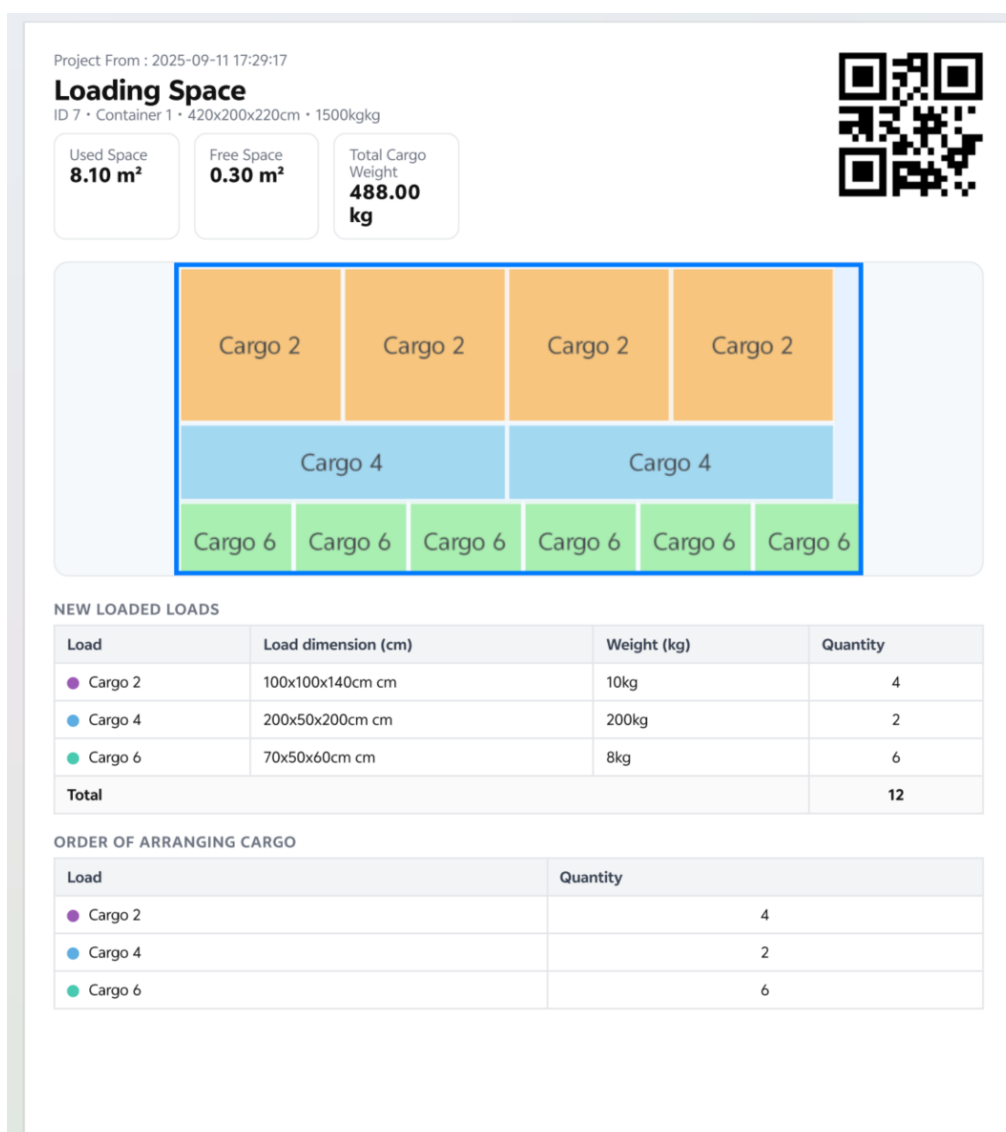 Project From : 2025-09-11 17:29:17
Loading Space
ID 7 • Container 1 • 420x200x220cm • 1500kgkg
Used Space
8.10 m²
Free Space
0.30 m²
Total Cargo
Weight
488.00
kg
Cargo 2 Cargo 2 Cargo 2 Cargo 2
Cargo 4 Cargo 4
Cargo 6 Cargo 6 Cargo 6 Cargo 6 Cargo 6 Cargo 6
NEW LOADED LOADS
Load Load dimension (cm) Weight (kg) Quantity
Cargo 2 100x100x140cm cm 10kg 4
Cargo 4 200x50x200cm cm 200kg 2
Cargo 6 70x50x60cm cm 8kg 6
Total 12
ORDER OF ARRANGING CARGO
Load Quantity
Cargo 2 4
Cargo 4 2
Cargo 6 6